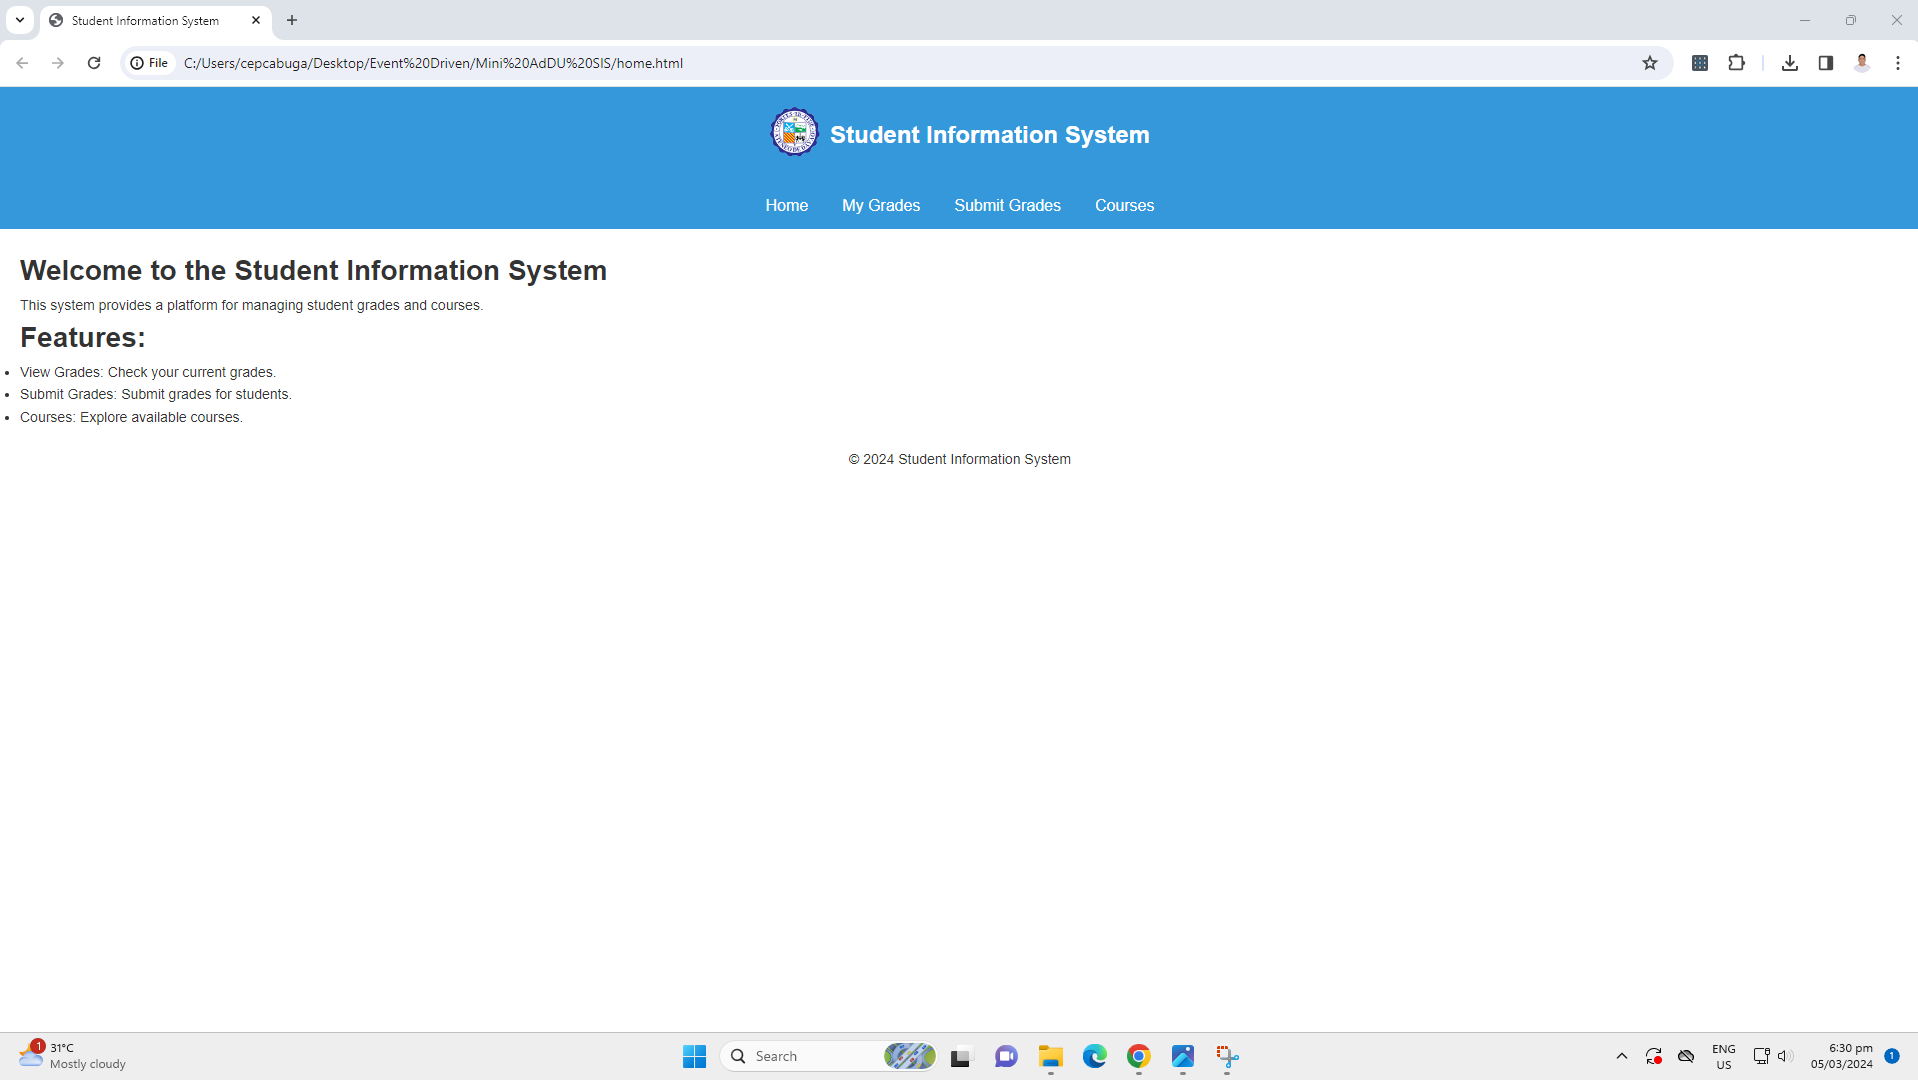 Student Information System
File
C:/Users/cepcabuga/Desktop/Event%20Driven/Mini%20AdDU%20SIS/home.html
Student Information System
Home
My Grades
Submit Grades
Courses
Welcome to the Student Information System
This system provides a platform for managing student grades and courses.
Features:
View Grades: Check your current grades.
Submit Grades: Submit grades for students.
Courses: Explore available courses.
© 2024 Student Information System
1
31°C
Mostly cloudy
Search
ENG
US
6:30 pm
05/03/2024
1